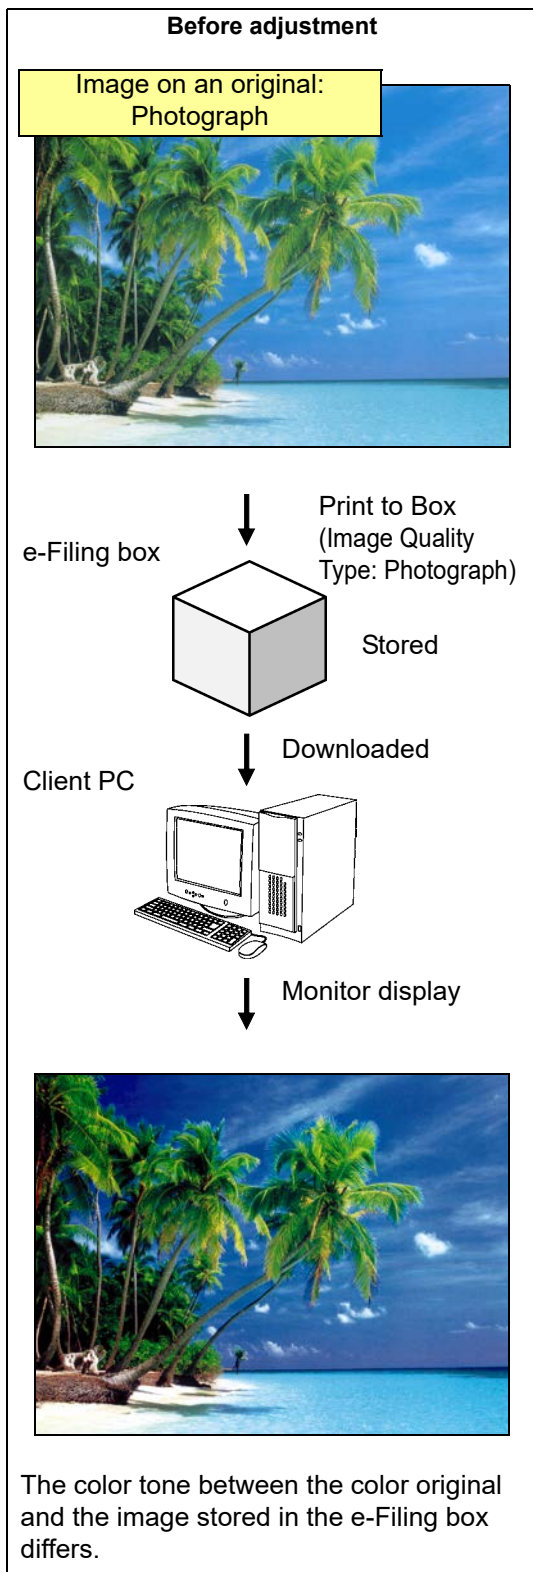 Before adjustment
Image on an original:
Photograph
Print to Box
(Image Quality
Type: Photograph)
e-Filing box
Stored
Downloaded
Client PC
Monitor display
The color tone between the color original
and the image stored in the e-Filing box
differs.